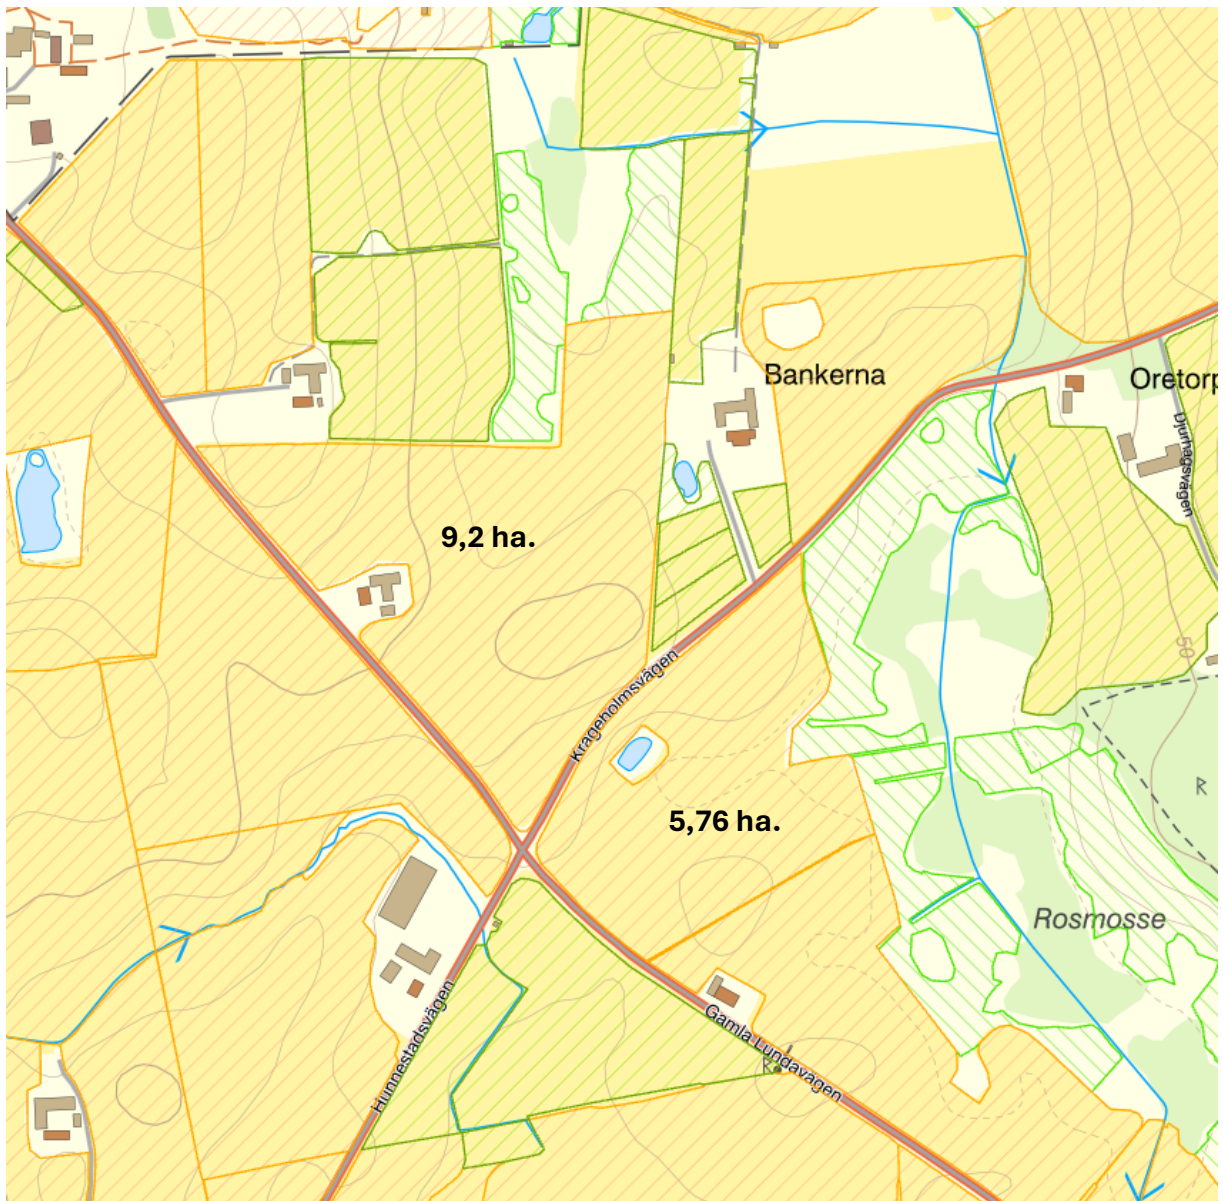 Bankerna
Oretorp
Djurhagsvägen
9,2 ha.
50
Krageholmsvägen
5,76 ha.
R
Rosmosse
Hunnestadsvägen
Gamla Lundavägen
R